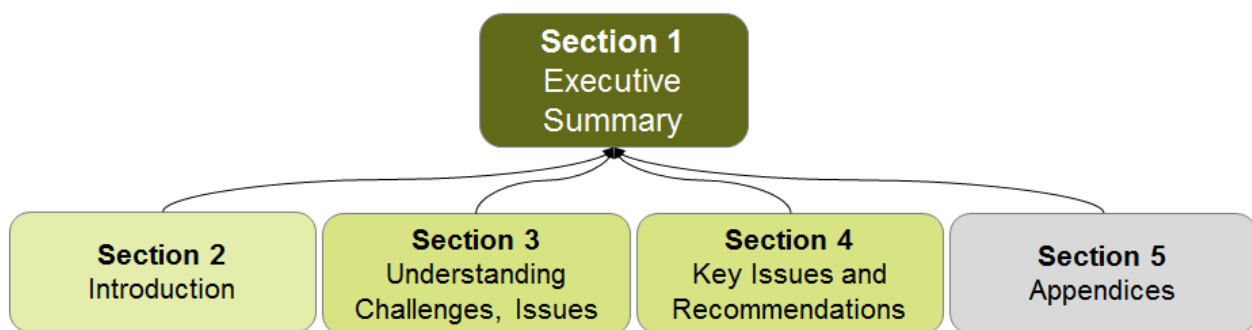 Section 1
Executive
Summary
Section 2
Introduction
Section 3
Understanding
Challenges, Issues
Section 4
Key Issues and
Recommendations
Section 5
Appendices